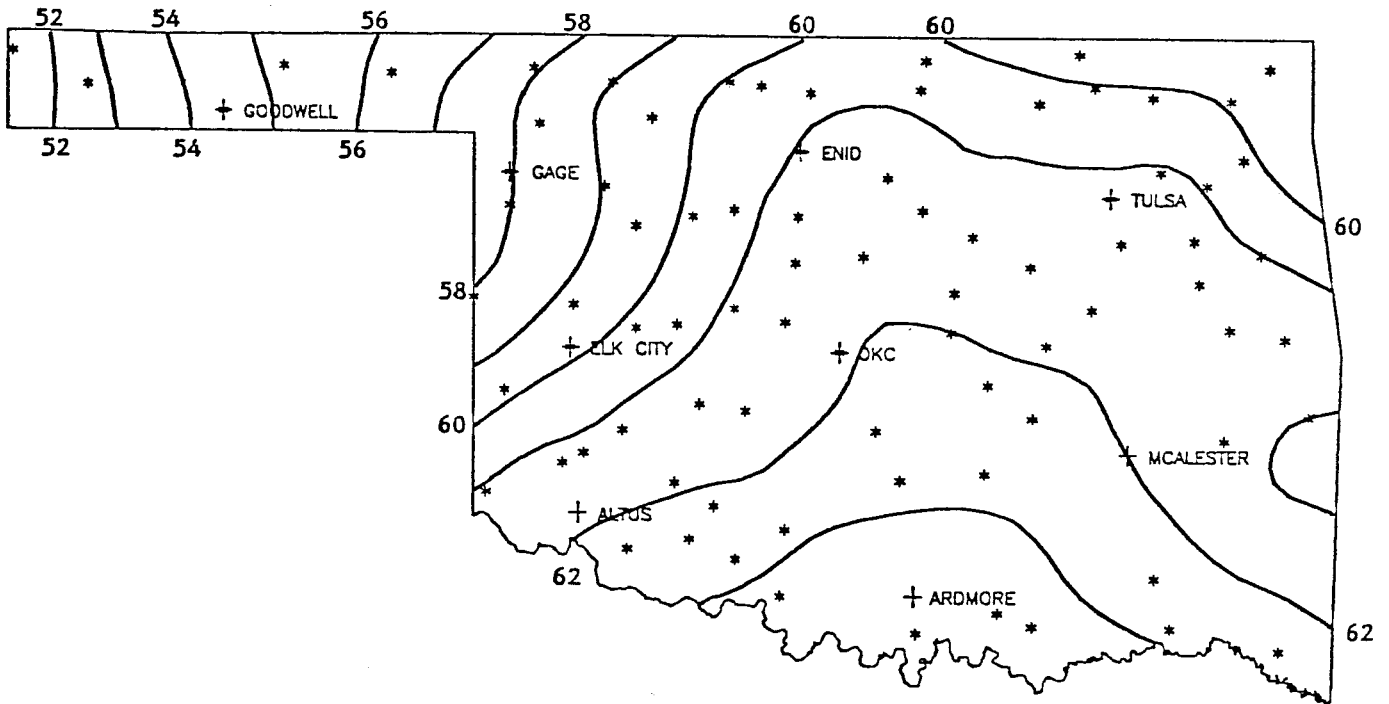 52 54 56 58 60 60
GOODWELL
52 54 56
ENID
GAGE
TULSA
60
58
ELK CITY
OKC
60
MCALESTER
ALTUS
62
ARDMORE
62